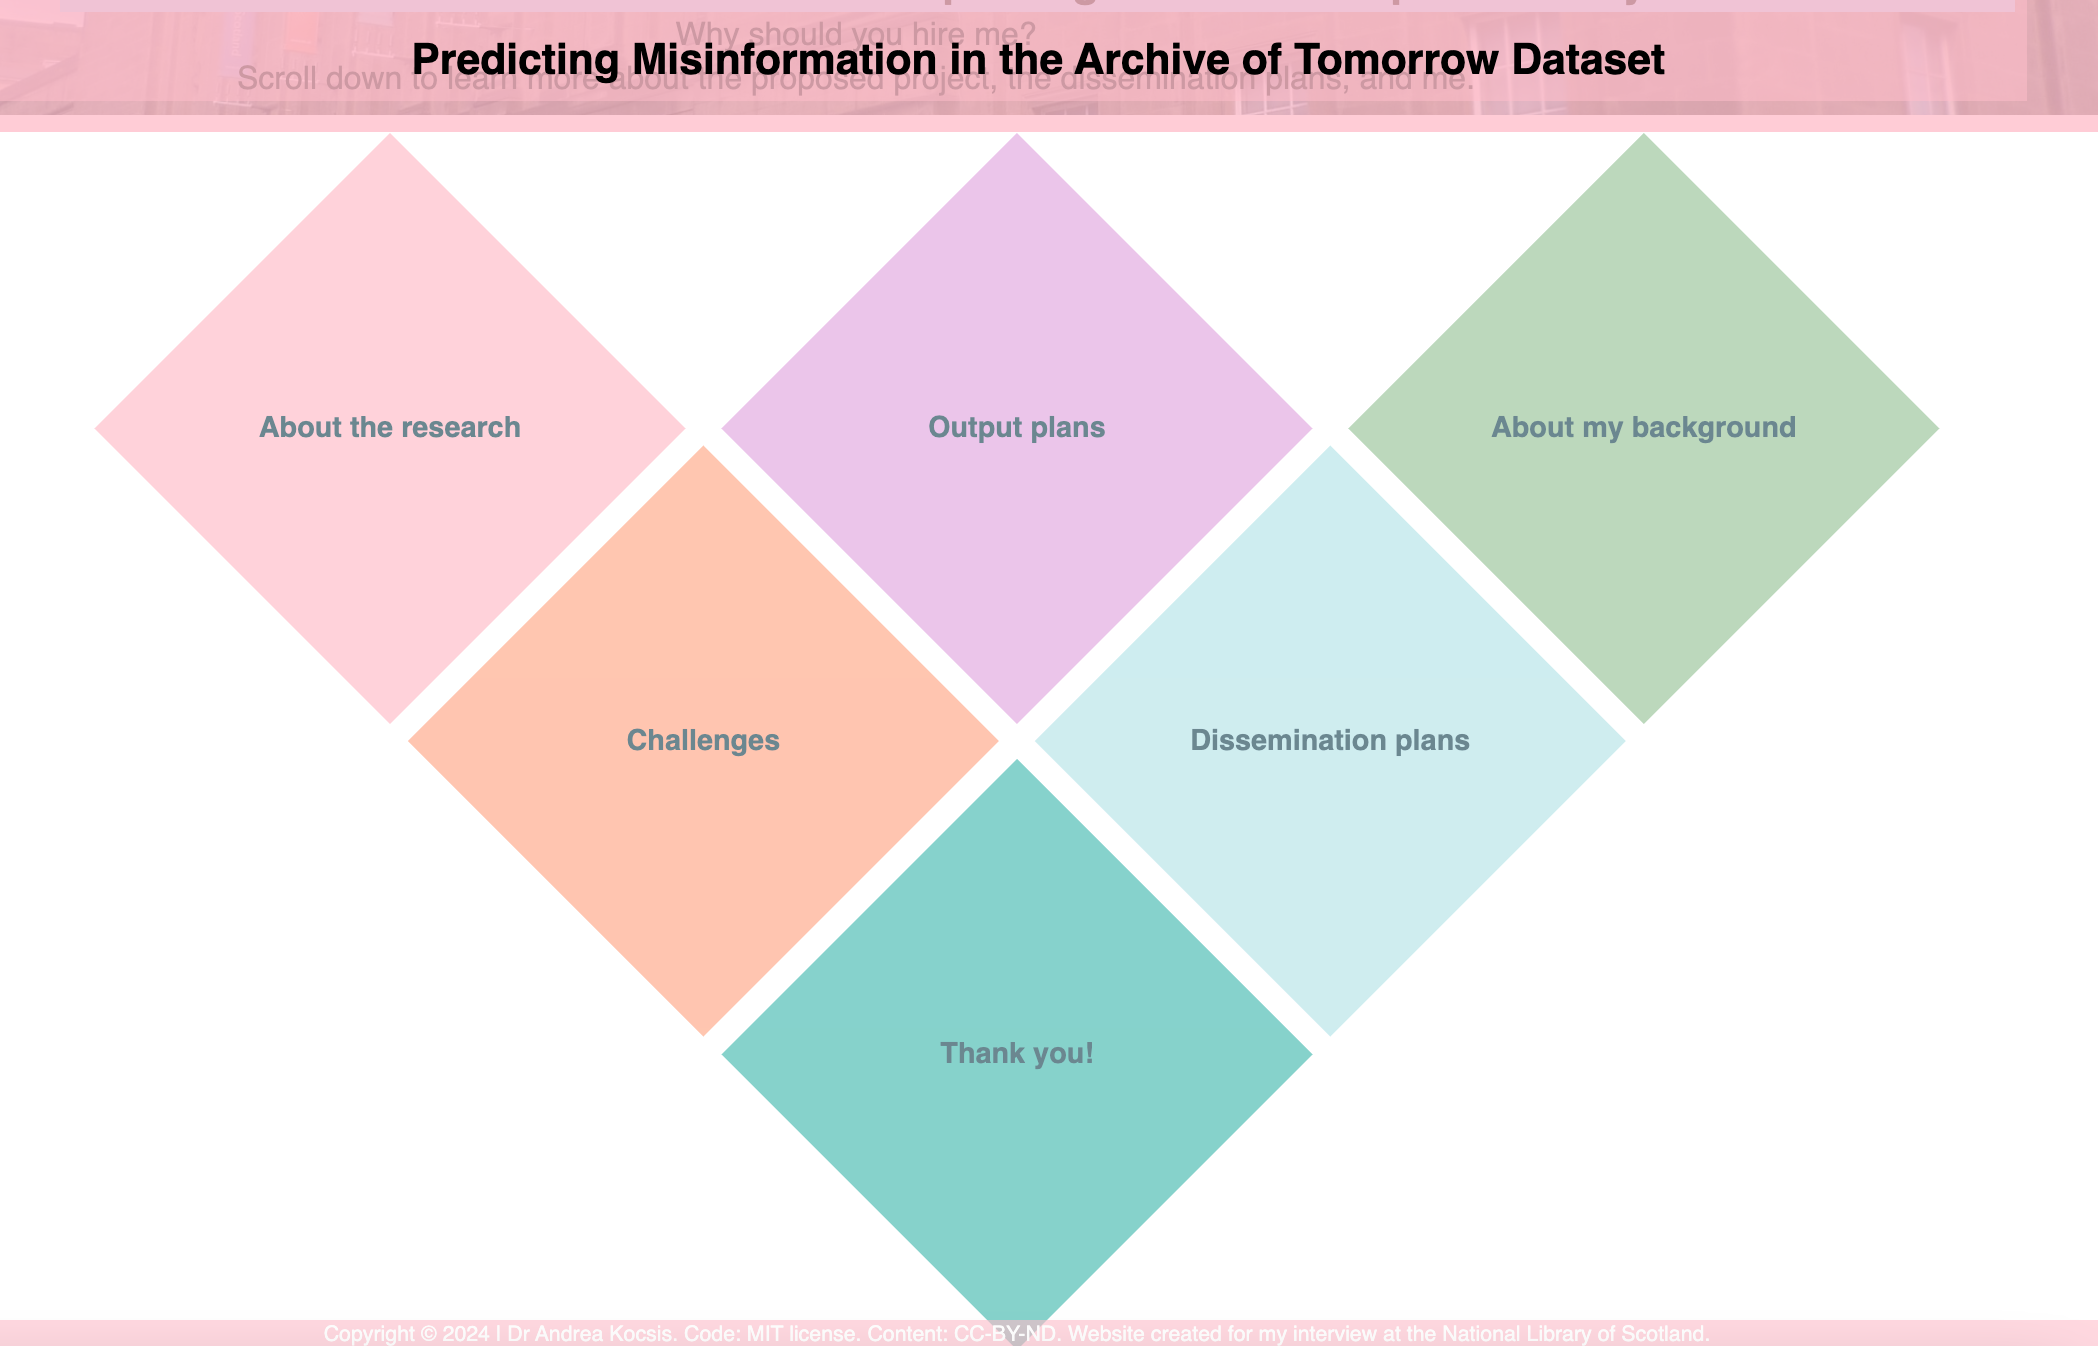 Why should you hire me?
Predicting Misinformation in the Archive of Tomorrow Dataset
Scroll down to learn more about the proposed project, the dissemination plans, and me.
About the research
Output plans
About my background
Challenges
Dissemination plans
Thank you!
Copyright © 2024 | Dr Andrea Kocsis. Code: MIT license. Content: CC-BY-ND. Website created for my interview at the National Library of Scotland.